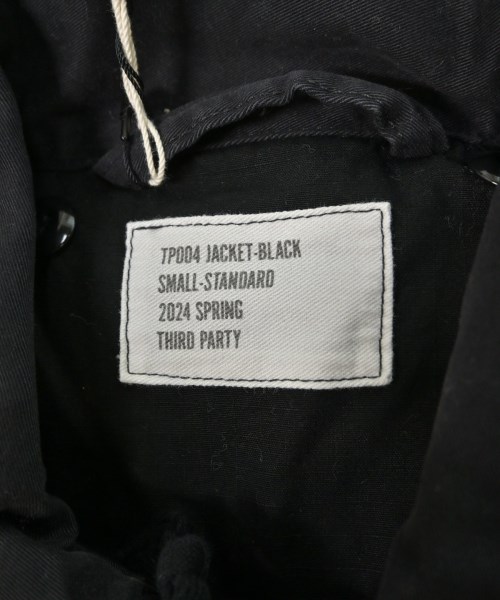 TP004 JACKET-BLACK
SMALL-STANDARD
2024 SPRING
THIRD PARTY